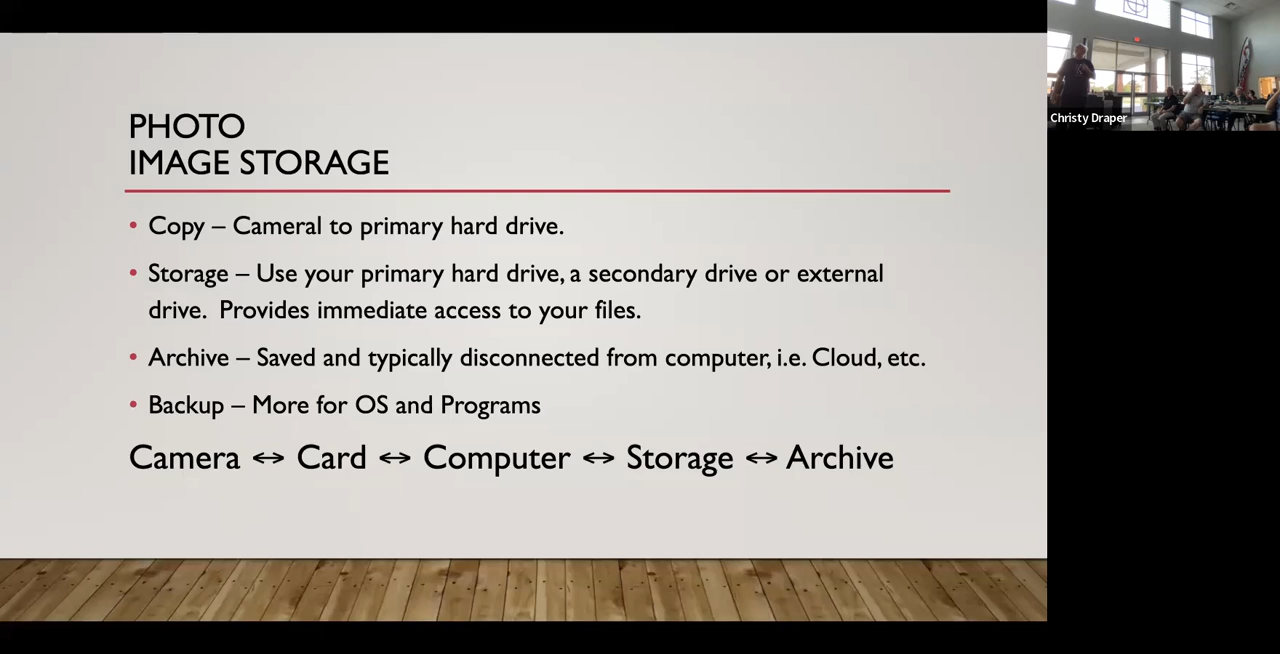 PHOTO
IMAGE STORAGE
• Copy – Cameral to primary hard drive.
• Storage – Use your primary hard drive, a secondary drive or external
drive.  Provides immediate access to your files.
• Archive – Saved and typically disconnected from computer, i.e. Cloud, etc.
• Backup – More for OS and Programs
Camera ↔ Card ↔ Computer ↔ Storage ↔ Archive
Christy Draper